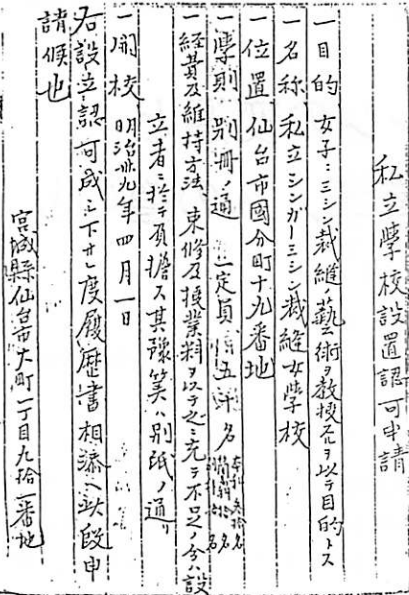 私立學校設置認可申請
一目的 女子ニミシン裁縫藝術ヲ教授スルヲ以テ目的トス
一名称 私立シンガーミシン裁縫女学校
一位置 仙台市國分町十九番地
一學則 別冊ノ通 一定員 五十名
一経費及維持方法 束修及授業料ヲ以テ之ニ充テ不足ノ分ハ設
立者ニ於テ負擔ス其豫算ハ別紙ノ通リ
一開校 明治卅九年四月一日
右設立認可成シ下サレ度履歴書相添ヘ此段申
請候也
宮城縣仙台市大町一丁目九拾一番地